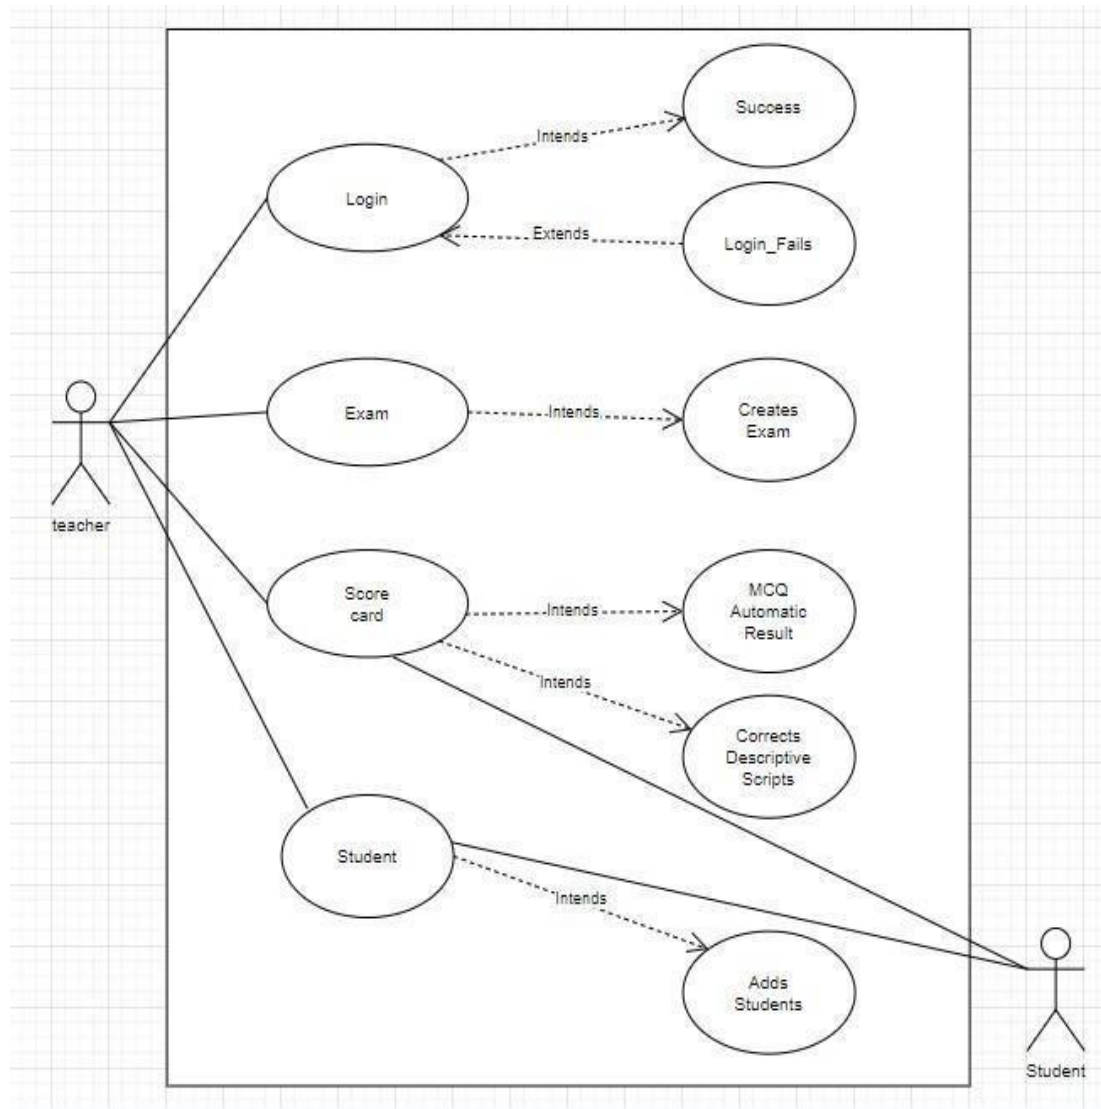 Success
Intends
Login
Extends
Login_Fails
Exam
Intends
Creates
Exam
teacher
Score
card
Intends
MCQ
Automatic
Result
Intends
Corrects
Descriptive
Scripts
Student
Intends
Adds
Students
Student